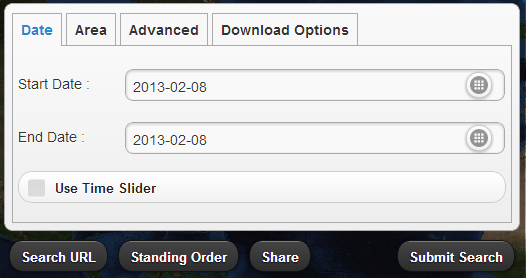 Date Area Advanced Download Options
Start Date : 2013-02-08
End Date : 2013-02-08
Use Time Slider
Search URL Standing Order Share Submit Search